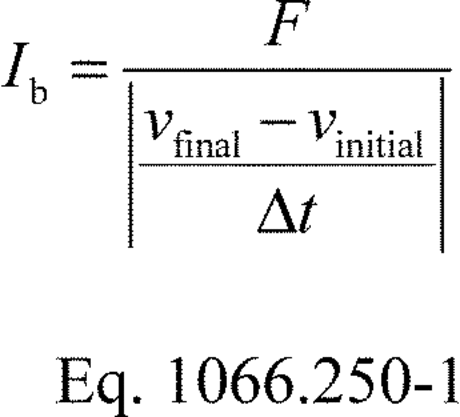 I_b = F / |(v_final − v_initial) / Δt|
Eq. 1066.250-1